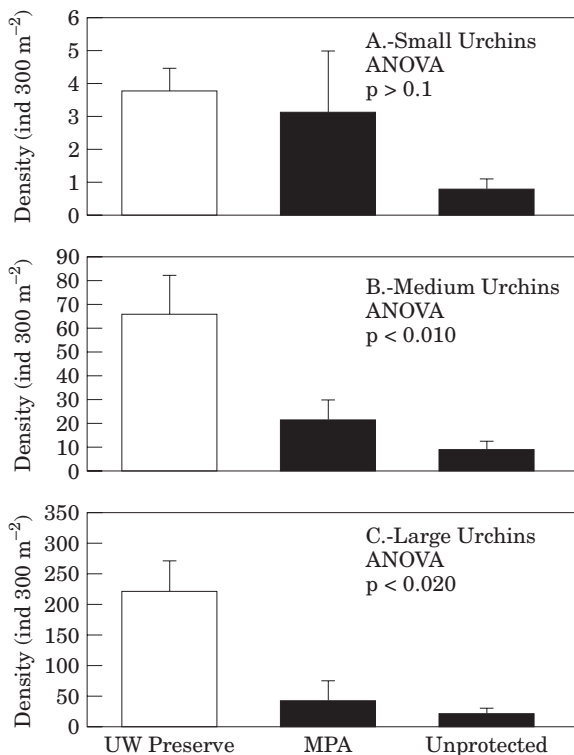 6
5
4
3
2
1
0
Density (ind 300 m⁻²)
A.-Small Urchins
ANOVA
p > 0.1
90
80
70
60
50
40
30
20
10
0
Density (ind 300 m⁻²)
B.-Medium Urchins
ANOVA
p < 0.010
350
300
250
200
150
100
50
0
Density (ind 300 m⁻²)
C.-Large Urchins
ANOVA
p < 0.020
UW Preserve MPA Unprotected